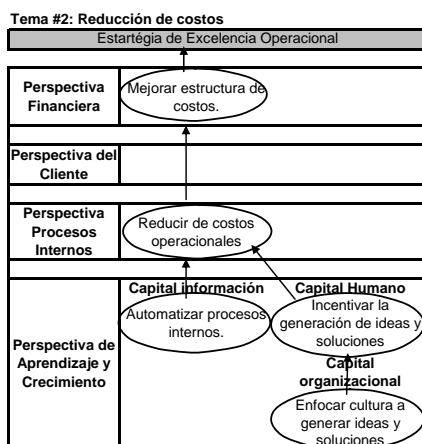 Tema #2: Reducción de costos
Estartégia de Excelencia Operacional
Perspectiva
Financiera
Mejorar estructura de
costos.
Perspectiva del
Cliente
Perspectiva
Procesos
Internos
Reducir de costos
operacionales
Perspectiva de
Aprendizaje y
Crecimiento
Capital información
Automatizar procesos
internos.
Capital Humano
Incentivar la
generación de ideas y
soluciones
Capital
organizacional
Enfocar cultura a
generar ideas y
soluciones